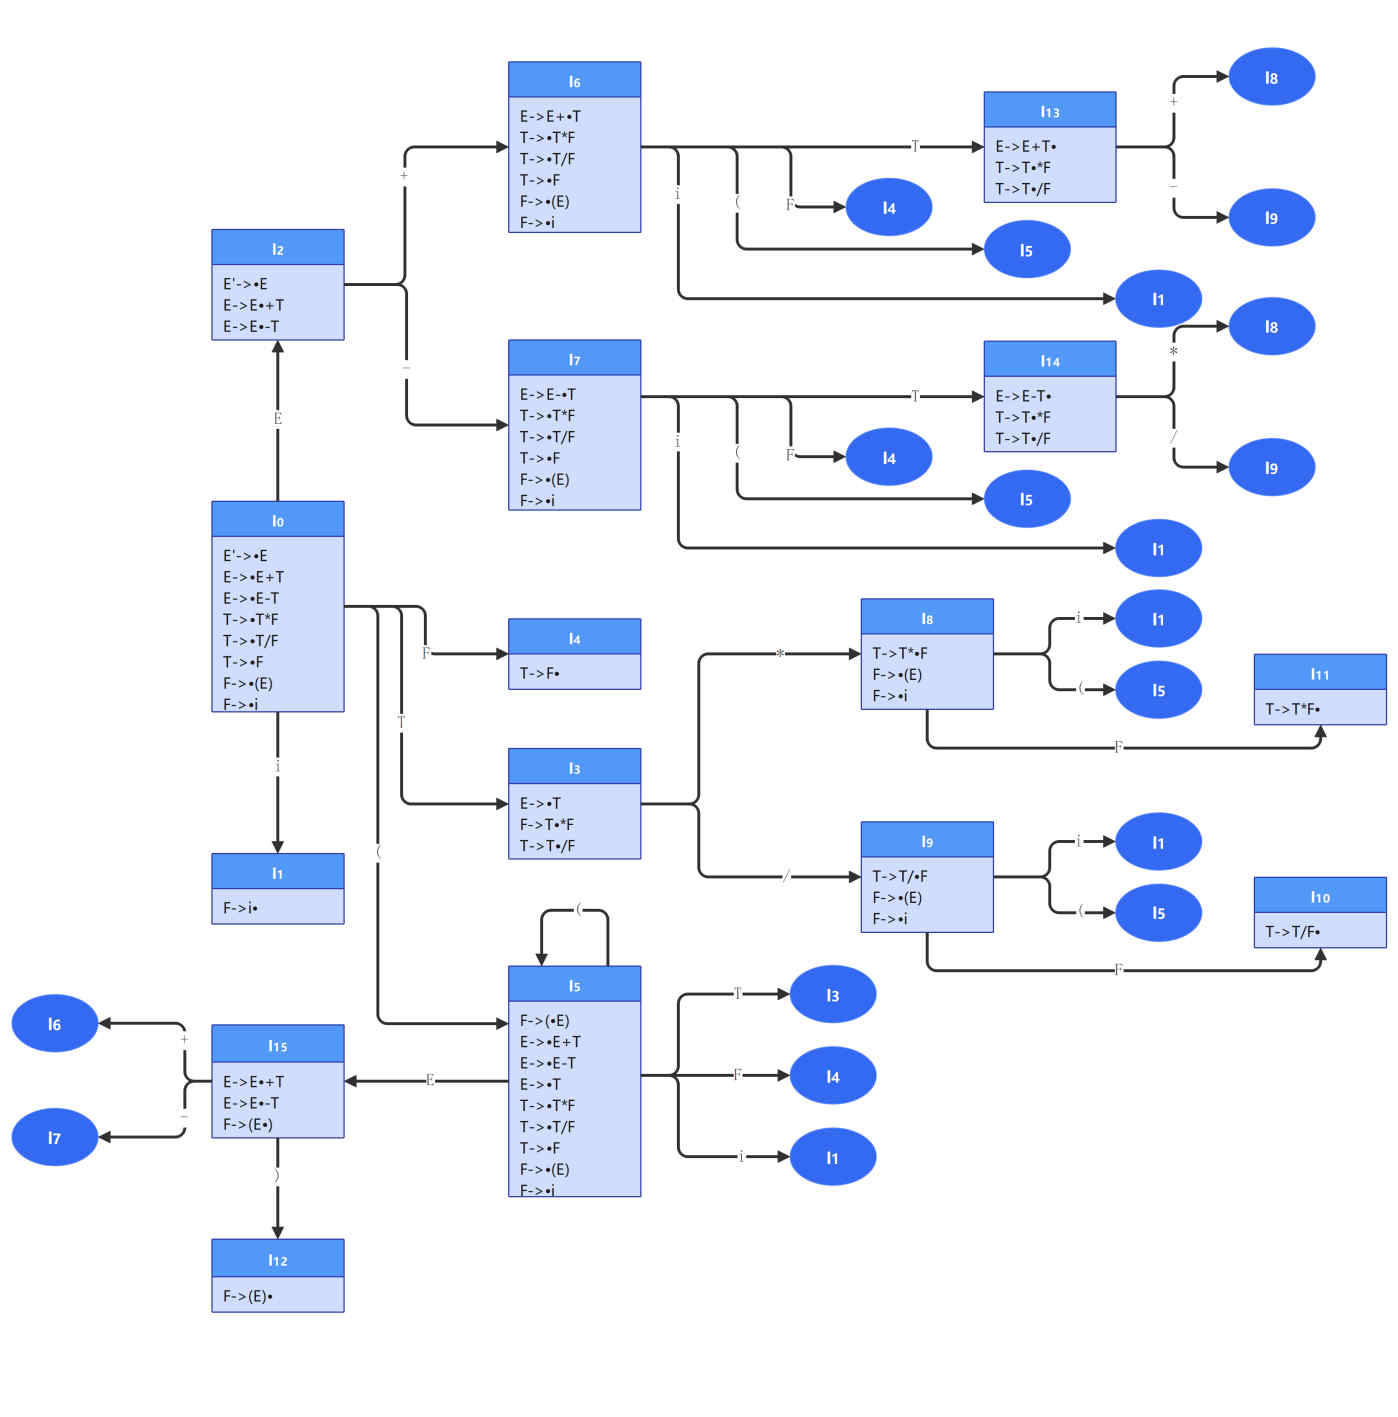 I6
E->E+•T
T->•T*F
T->•T/F
T->•F
F->•(E)
F->•i
I13
E->E+T•
T->T•*F
T->T•/F
I8
I9
+
-
T
F
(
i
I4
I5
I1
I2
E'->•E
E->E•+T
E->E•-T
+
-
E
I7
E->E-•T
T->•T*F
T->•T/F
T->•F
F->•(E)
F->•i
T
F
(
i
I4
I5
I1
I14
E->E-T•
T->T•*F
T->T•/F
*
/
I8
I9
I0
E'->•E
E->•E+T
E->•E-T
T->•T*F
T->•T/F
T->•F
F->•(E)
F->•i
F
T
(
i
I4
T->F•
I1
F->i•
I3
E->•T
F->T•*F
T->T•/F
*
/
I8
T->T*•F
F->•(E)
F->•i
i
(
F
I1
I5
I11
T->T*F•
I9
T->T/•F
F->•(E)
F->•i
i
(
F
I1
I5
I10
T->T/F•
(
I5
F->(•E)
E->•E+T
E->•E-T
E->•T
T->•T*F
T->•T/F
T->•F
F->•(E)
F->•i
T
F
i
I3
I4
I1
E
I15
E->E•+T
E->E•-T
F->(E•)
+
-
I6
I7
)
I12
F->(E)•